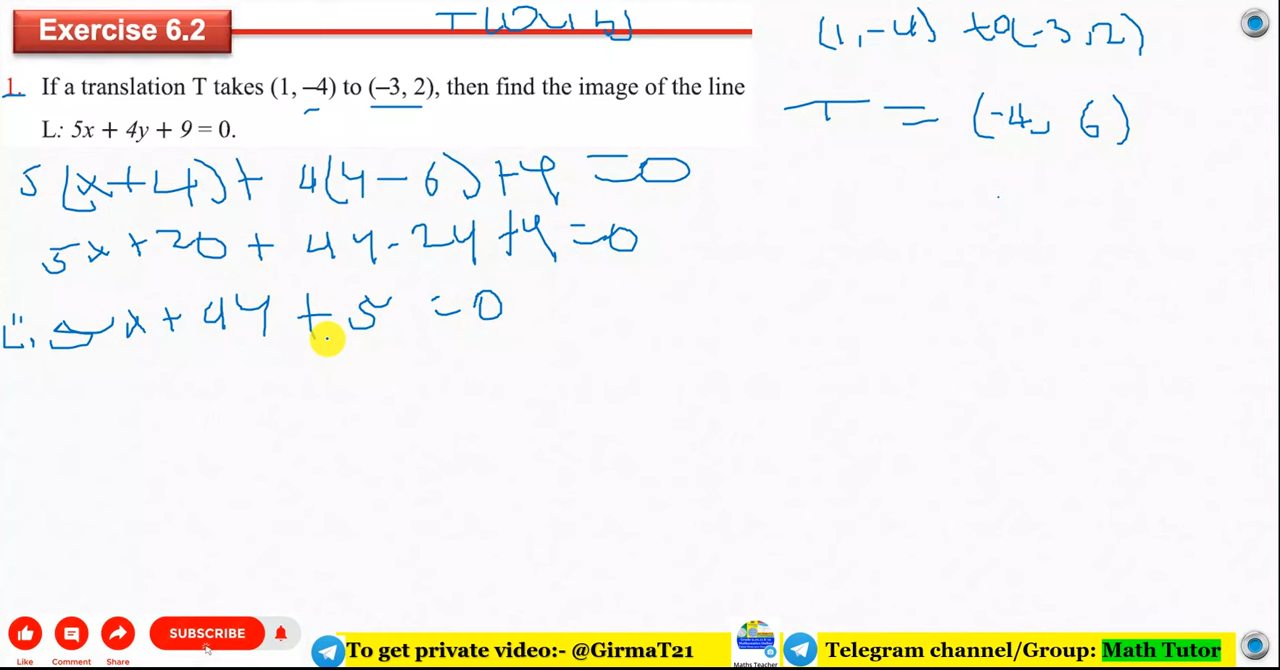 Exercise 6.2
(1, -4) to (-3, 2)
1. If a translation T takes (1, –4) to (–3, 2), then find the image of the line
L: 5x + 4y + 9 = 0.
T = (-4, 6)
5(x+4) + 4(y-6) + 9 = 0
5x + 20 + 4y - 24 + 9 = 0
L': 5x + 4y + 5 = 0
Like
Comment
Share
SUBSCRIBE
To get private video:- @GirmaT21
Maths Teacher
Telegram channel/Group: Math Tutor